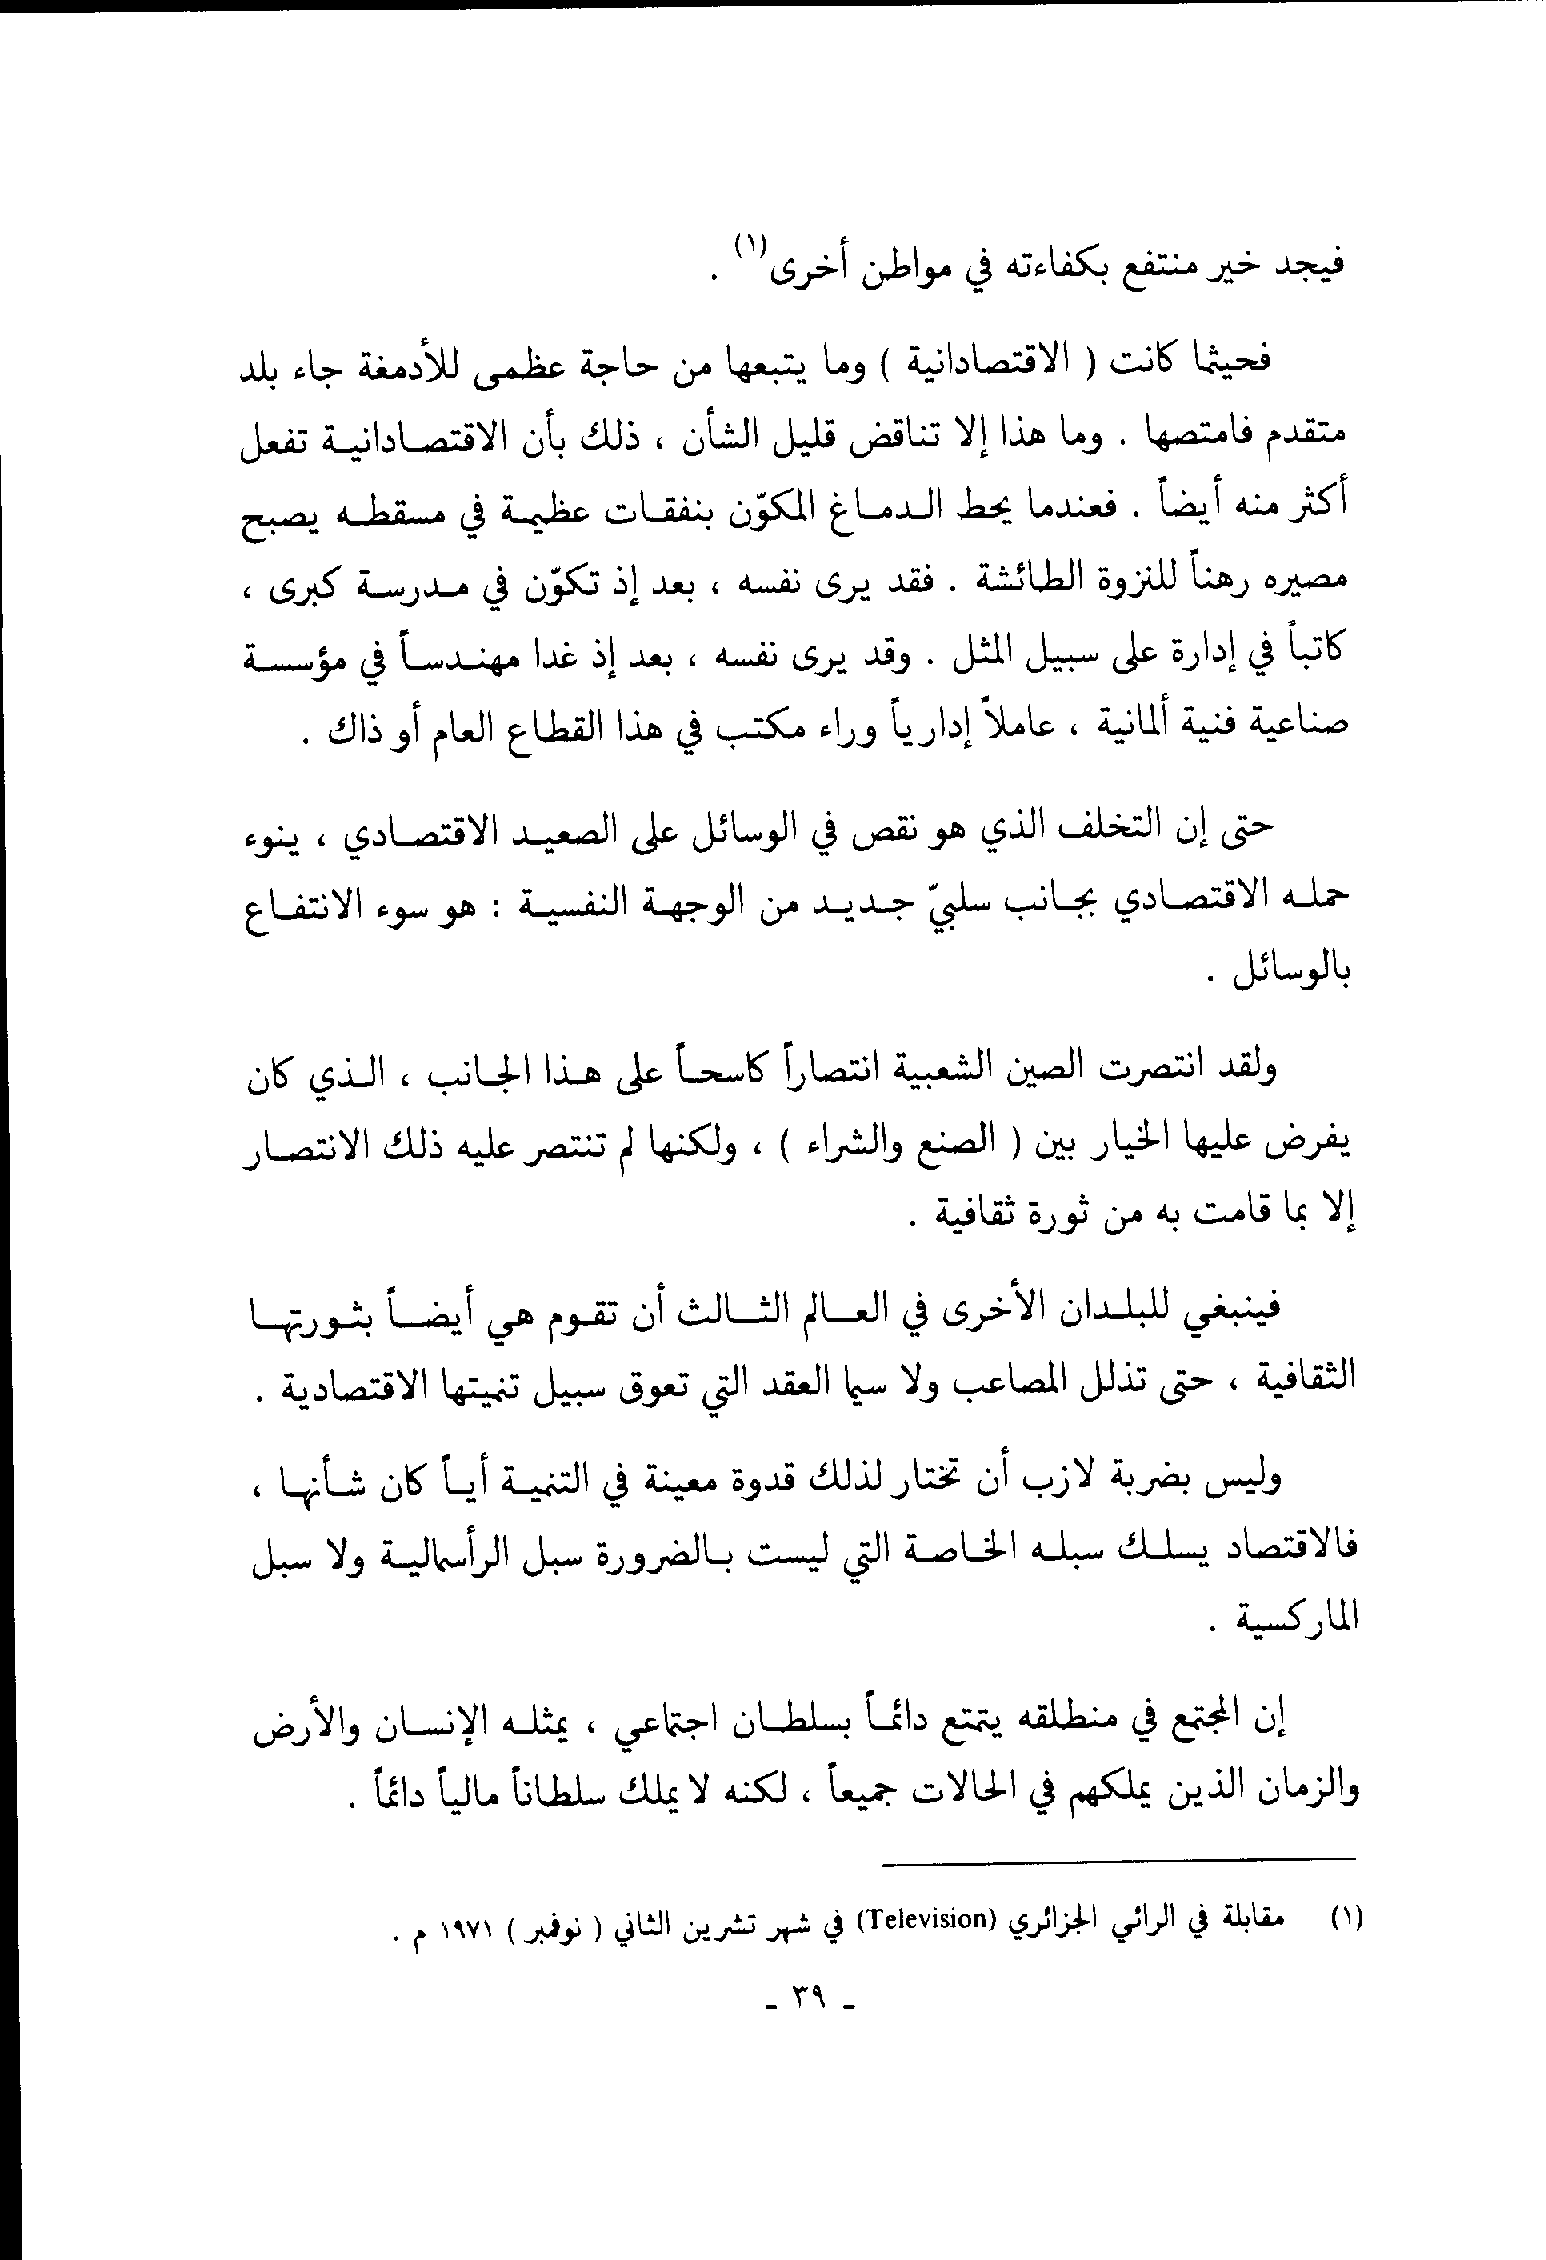 فيجد خير منتفع بكفاءته في مواطن أخرى(١) .
فحيثما كانت ( الاقتصادانية ) وما يتبعها من حاجة عظمى للأدمغة جاء بلد
متقدم فامتصها . وما هذا إلا تناقض قليل الشأن ، ذلك بأن الاقتصادانية تفعل
أكثر منه أيضاً . فعندما يحط الدماغ المكوّن بنفقات عظيمة في مسقطه يصبح
مصيره رهناً للنزوة الطائشة . فقد يرى نفسه ، بعد إذ تكوّن في مدرسة كبرى ،
كاتباً في إدارة على سبيل المثل . وقد يرى نفسه ، بعد إذ غدا مهندساً في مؤسسة
صناعية فنية ألمانية ، عاملاً إدارياً وراء مكتب في هذا القطاع العام أو ذاك .
حتى إن التخلف الذي هو نقص في الوسائل على الصعيد الاقتصادي ، ينوء
حمله الاقتصادي بجانب سلبيّ جديد من الوجهة النفسية : هو سوء الانتفاع
بالوسائل .
ولقد انتصرت الصين الشعبية انتصاراً كاسحاً على هذا الجانب ، الذي كان
يفرض عليها الخيار بين ( الصنع والشراء ) ، ولكنها لم تنتصر عليه ذلك الانتصار
إلا بما قامت به من ثورة ثقافية .
فينبغي للبلدان الأخرى في العالم الثالث أن تقوم هي أيضاً بثورتها
الثقافية ، حتى تذلل المصاعب ولا سيما العقد التي تعوق سبيل تنميتها الاقتصادية .
وليس بضربة لازب أن تختار لذلك قدوة معينة في التنمية أياً كان شأنها ،
فالاقتصاد يسلك سبله الخاصة التي ليست بالضرورة سبل الرأسمالية ولا سبل
الماركسية .
إن المجتمع في منطلقه يتمتع دائماً بسلطان اجتماعي ، يمثله الإنسان والأرض
والزمان الذين يملكهم في الحالات جميعاً ، لكنه لا يملك سلطاناً مالياً دائماً .
(١) مقابلة في الرائي الجزائري (Television) في شهر تشرين الثاني ( نوفمبر ) ١٩٧١ م .
- ٣٩ -